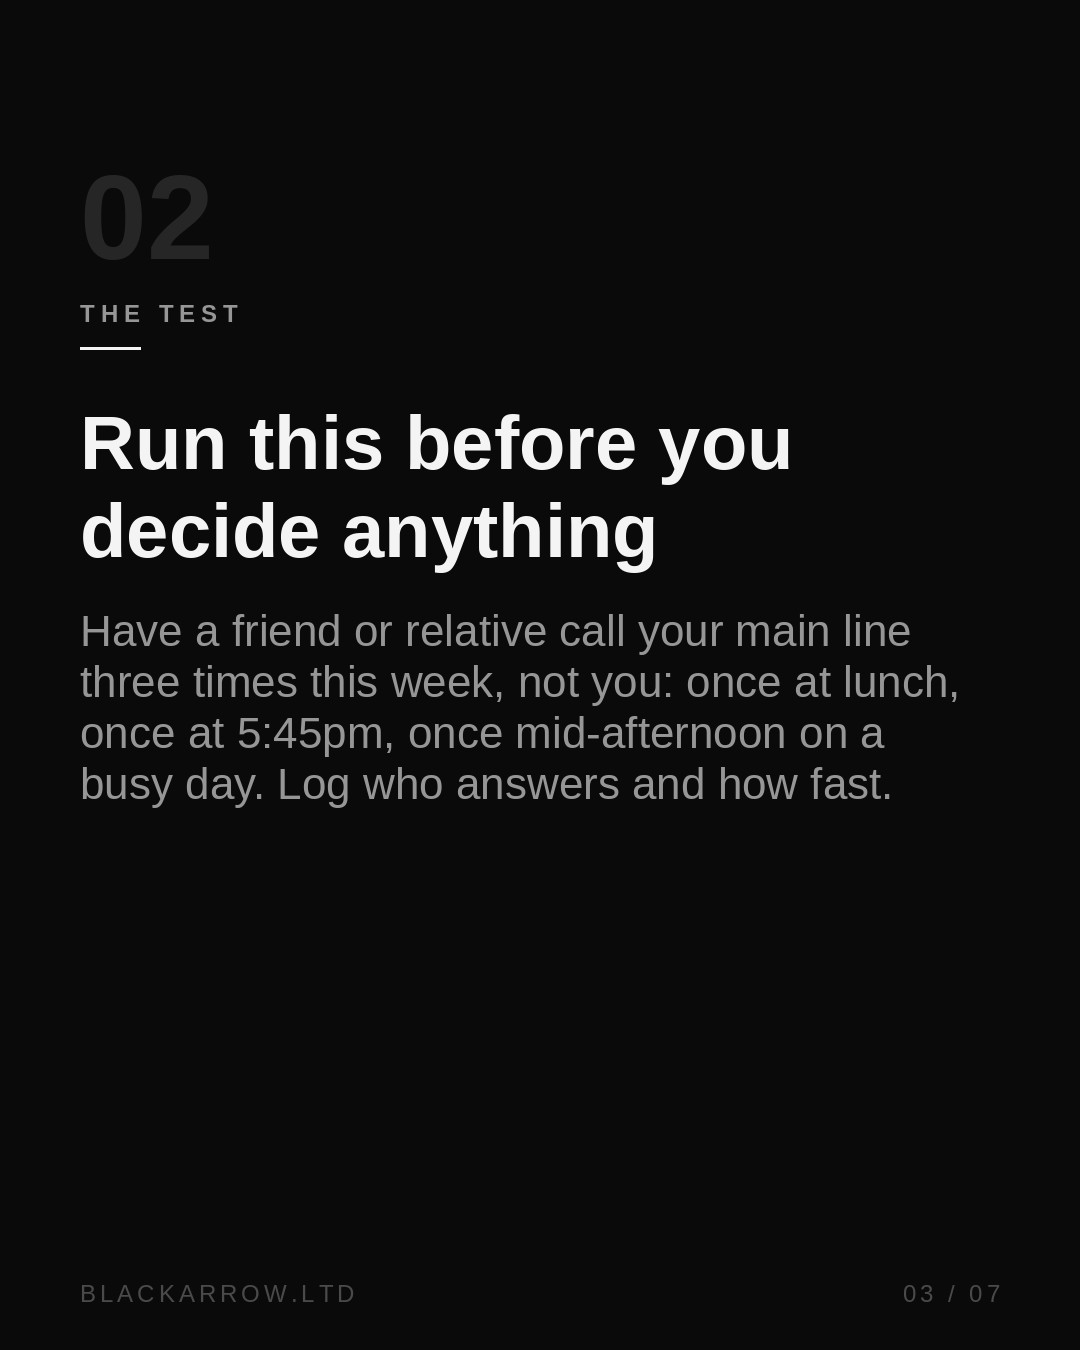 02
THE TEST
Run this before you
decide anything
Have a friend or relative call your main line
three times this week, not you: once at lunch,
once at 5:45pm, once mid-afternoon on a
busy day. Log who answers and how fast.
BLACKARROW.LTD
03 / 07